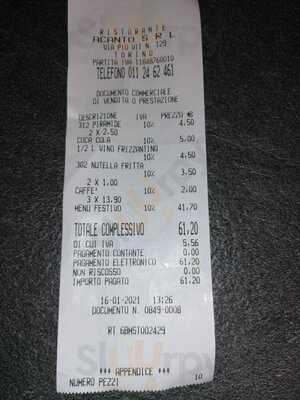 RISTORANTE
ACANTO S R L
VIA PIO VII N. 129
TORINO
PARTITA IVA 11648760010
TELEFONO 011 24 62 461
DOCUMENTO COMMERCIALE
DI VENDITA O PRESTAZIONE
DESCRIZIONE IVA PREZZO €
312 PIRAMIDE 10% 4,50
2 X 2,50
COCA COLA 10% 5,00
1/2 L VINO FRIZZANTINO
10% 4,50
302 NUTELLA FRITTA
10% 3,50
2 X 1,00
CAFFE' 10% 2,00
3 X 13,90
MENU FESTIVO 10% 41,70
TOTALE COMPLESSIVO 61,20
DI CUI IVA 5,56
PAGAMENTO CONTANTE 0,00
PAGAMENTO ELETTRONICO 61,20
NON RISCOSSO 0,00
IMPORTO PAGATO 61,20
16-01-2021 13:26
DOCUMENTO N. 0849-0008
RT 6BMST002429
*** APPENDICE ***
NUMERO PEZZI 10